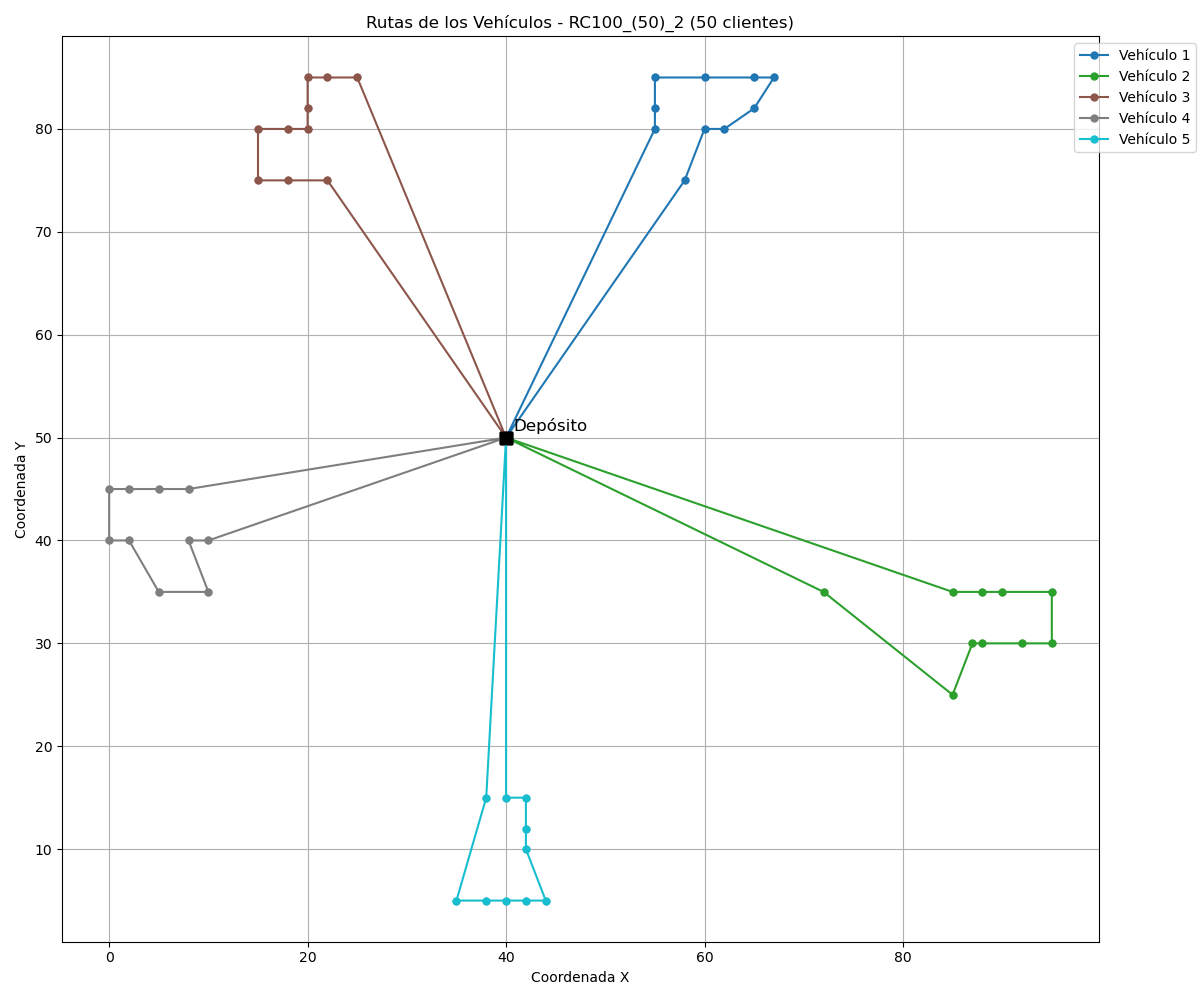 Rutas de los Vehículos - RC100_(50)_2 (50 clientes)
Vehículo 1
Vehículo 2
Vehículo 3
Vehículo 4
Vehículo 5
Depósito
Coordenada Y
80
70
60
50
40
30
20
10
0 20 40 60 80
Coordenada X